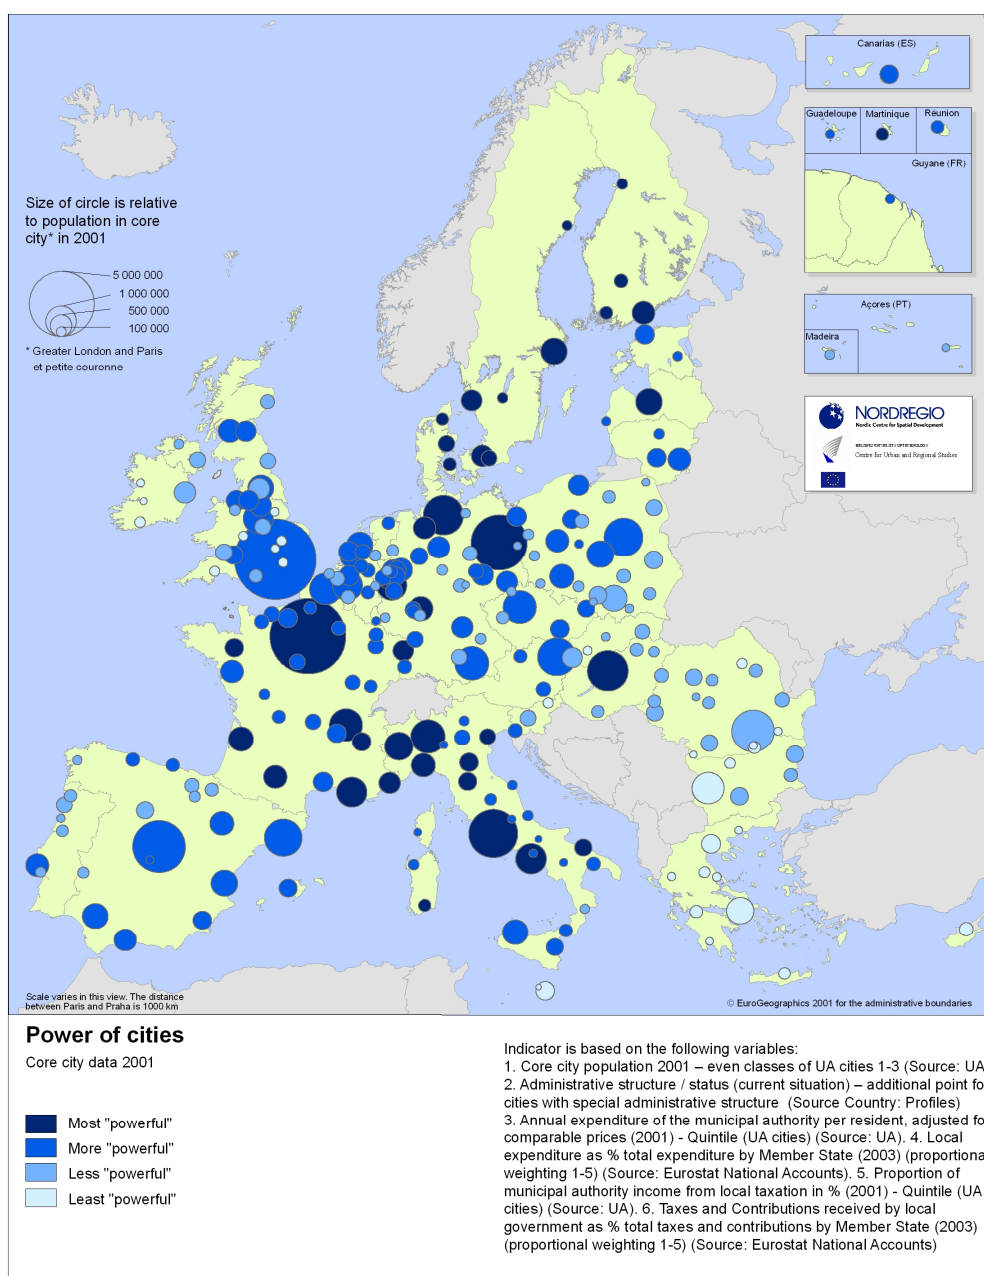 Canarias (ES)
Guadeloupe
Martinique
Réunion
Guyane (FR)
Size of circle is relative
to population in core
city* in 2001
5 000 000
1 000 000
500 000
100 000
* Greater London and Paris
et petite couronne
Açores (PT)
Madeira
NORDREGIO
Nordic Centre for Spatial Development
Centre for Urban and Regional Studies
Scale varies in this view. The distance
between Paris and Praha is 1000 km
© EuroGeographics 2001 for the administrative boundaries
Power of cities
Core city data 2001
Most "powerful"
More "powerful"
Less "powerful"
Least "powerful"
Indicator is based on the following variables:
1. Core city population 2001 – even classes of UA cities 1-3 (Source: UA
2. Administrative structure / status (current situation) – additional point fo
cities with special administrative structure (Source Country: Profiles)
3. Annual expenditure of the municipal authority per resident, adjusted fo
comparable prices (2001) - Quintile (UA cities) (Source: UA). 4. Local
expenditure as % total expenditure by Member State (2003) (proportiona
weighting 1-5) (Source: Eurostat National Accounts). 5. Proportion of
municipal authority income from local taxation in % (2001) - Quintile (UA
cities) (Source: UA). 6. Taxes and Contributions received by local
government as % total taxes and contributions by Member State (2003)
(proportional weighting 1-5) (Source: Eurostat National Accounts)